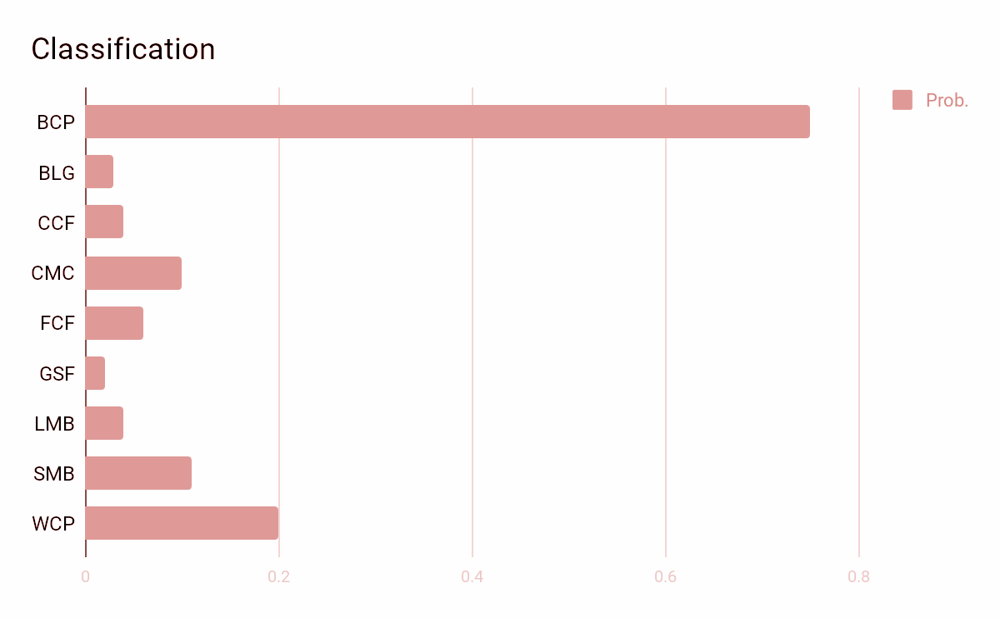 Classification
Prob.
BCP
BLG
CCF
CMC
FCF
GSF
LMB
SMB
WCP
0 0.2 0.4 0.6 0.8